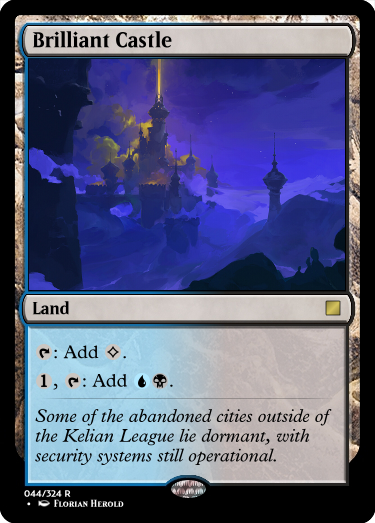 Brilliant Castle
Land
: Add .
1, : Add .
Some of the abandoned cities outside of
the Kelian League lie dormant, with
security systems still operational.
044/324 R
• Florian Herold